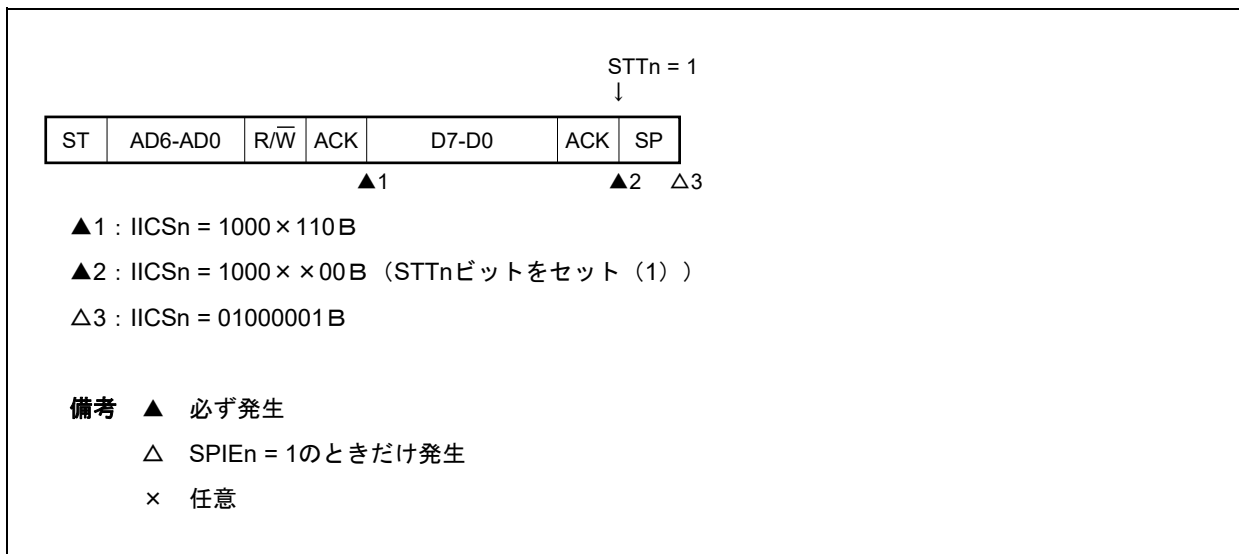 STTn = 1
↓
ST AD6-AD0 R/W̅ ACK D7-D0 ACK SP
▲1 ▲2 △3
▲1：IICSn = 1000×110Ｂ
▲2：IICSn = 1000××00Ｂ（STTnビットをセット（1））
△3：IICSn = 01000001Ｂ
備考 ▲ 必ず発生
△ SPIEn = 1のときだけ発生
× 任意